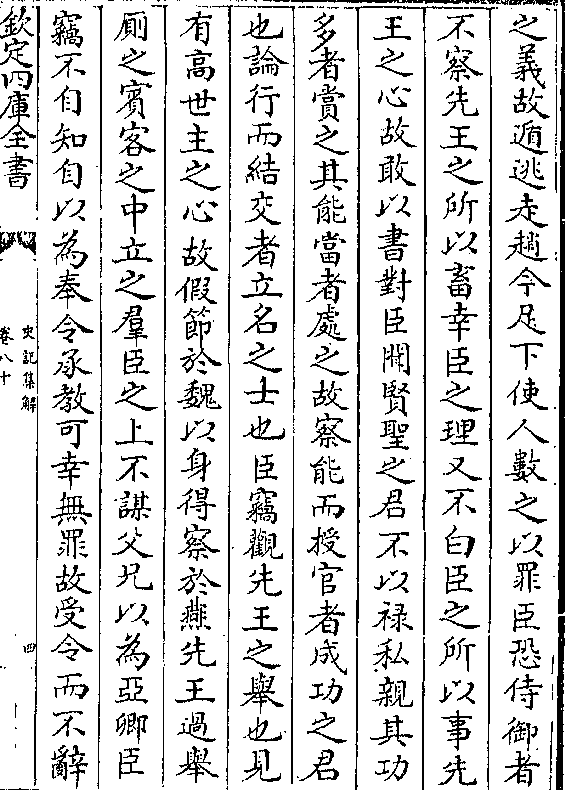 之義故遁逃走趙今足下使人數之以罪臣恐侍御者
不察先王之所以畜幸臣之理又不白臣之所以事先
王之心故敢以書對臣聞賢聖之君不以禄私親其功
多者賞之其能當者處之故察能而授官者成功之君
也論行而結交者立名之士也臣竊觀先王之舉也見
有高世主之心故假節於魏以身得察於燕先王過舉
厠之賓客之中立之羣臣之上不謀父兄以為亞卿臣
竊不自知自以為奉令承教可幸無罪故受令而不辭
欽定四庫全書
史記集解
卷八十
四